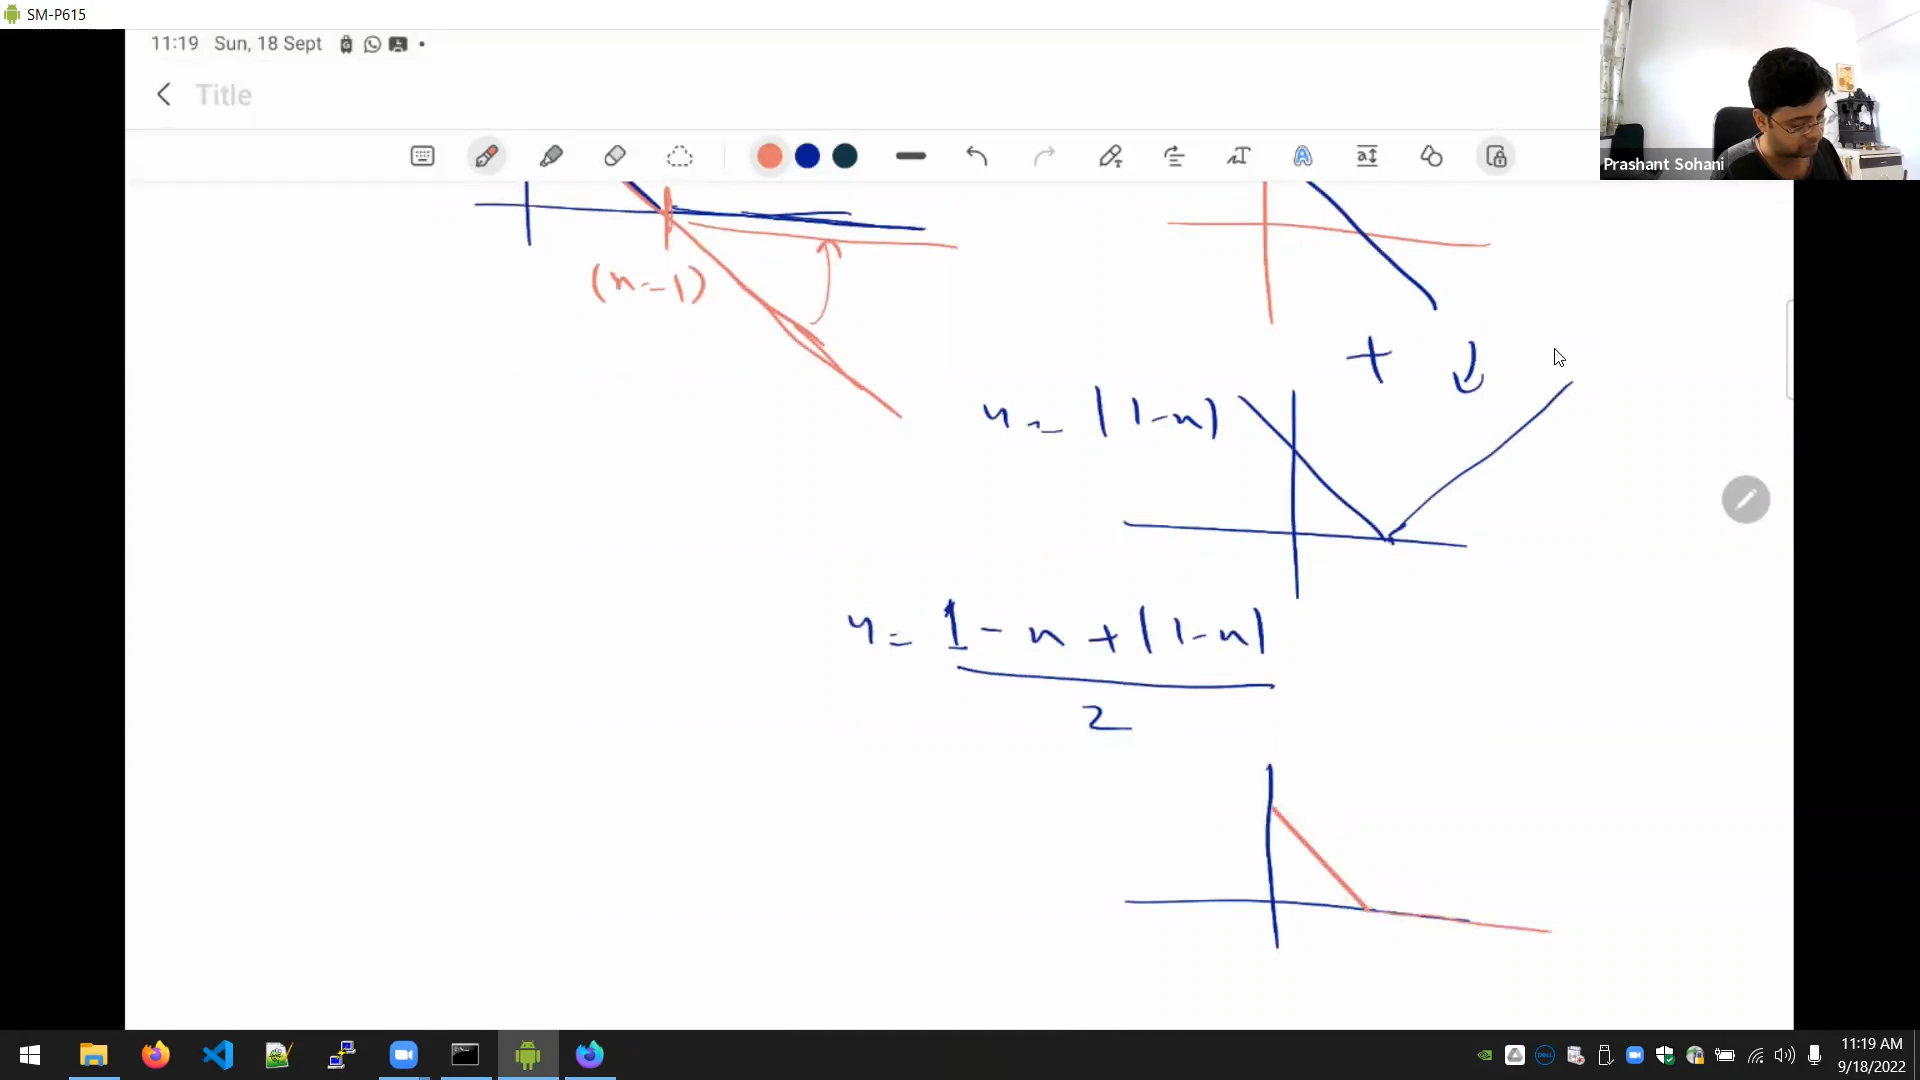 SM-P615
11:19 Sun, 18 Sept
Title
Prashant Sohani
(x-1)
+
y = |1-x|
y = 1 - x + |1-x|
2
11:19 AM
9/18/2022